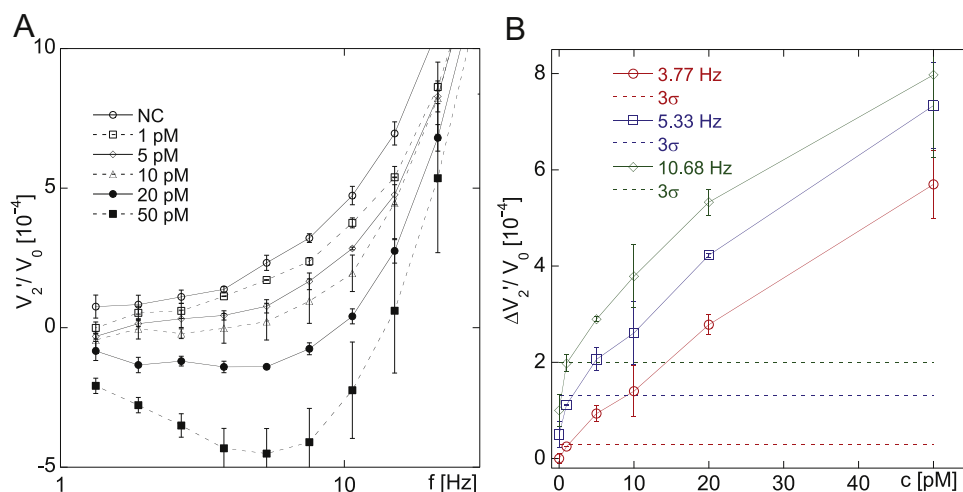 A
10
5
0
-5
1
10
f [Hz]
V2'/ V0 [10⁻⁴]
NC
1 pM
5 pM
10 pM
20 pM
50 pM
B
8
6
4
2
0
0
10
20
30
40
50
c [pM]
ΔV2'/ V0 [10⁻⁴]
3.77 Hz
3σ
5.33 Hz
3σ
10.68 Hz
3σ